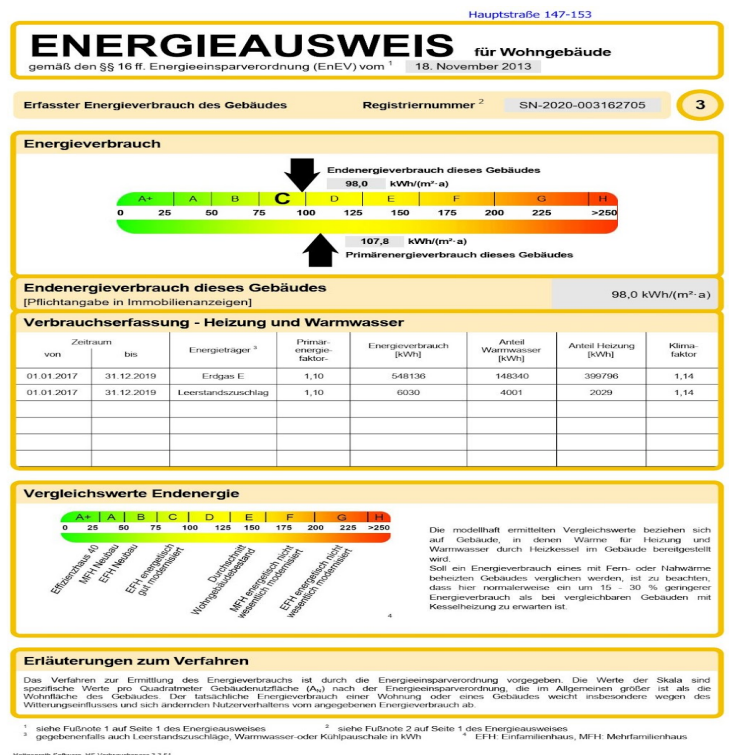 Hauptstraße 147-153
ENERGIEAUSWEIS für Wohngebäude
gemäß den §§ 16 ff. Energieeinsparverordnung (EnEV) vom ¹ 18. November 2013
Erfasster Energieverbrauch des Gebäudes Registriernummer ² SN-2020-003162705 3
Energieverbrauch
Endenergieverbrauch dieses Gebäudes
98,0 kWh/(m²·a)
A+ A B C D E F G H
0 25 50 75 100 125 150 175 200 225 >250
107,8 kWh/(m²·a)
Primärenergieverbrauch dieses Gebäudes
Endenergieverbrauch dieses Gebäudes
[Pflichtangabe in Immobilienanzeigen]
98,0 kWh/(m²·a)
Verbrauchserfassung - Heizung und Warmwasser
Zeitraum
von bis
Energieträger ³
Primär-
energie-
faktor-
Energieverbrauch
[kWh]
Anteil
Warmwasser
[kWh]
Anteil Heizung
[kWh]
Klima-
faktor
01.01.2017 31.12.2019 Erdgas E 1,10 548136 148340 399796 1,14
01.01.2017 31.12.2019 Leerstandszuschlag 1,10 6030 4001 2029 1,14
Vergleichswerte Endenergie
A+ A B C D E F G H
0 25 50 75 100 125 150 175 200 225 >250
Effizienzhaus 40
MFH Neubau
EFH Neubau
EFH energetisch
gut modernisiert
Durchschnitt
Wohngebäudebestand
MFH energetisch nicht
wesentlich modernisiert
EFH energetisch nicht
wesentlich modernisiert
4
Die modellhaft ermittelten Vergleichswerte beziehen sich
auf Gebäude, in denen Wärme für Heizung und
Warmwasser durch Heizkessel im Gebäude bereitgestellt
wird.
Soll ein Energieverbrauch eines mit Fern- oder Nahwärme
beheizten Gebäudes verglichen werden, ist zu beachten,
dass hier normalerweise ein um 15 - 30 % geringerer
Energieverbrauch als bei vergleichbaren Gebäuden mit
Kesselheizung zu erwarten ist.
Erläuterungen zum Verfahren
Das Verfahren zur Ermittlung des Energieverbrauchs ist durch die Energieeinsparverordnung vorgegeben. Die Werte der Skala sind
spezifische Werte pro Quadratmeter Gebäudenutzfläche (Aₙ) nach der Energieeinsparverordnung, die im Allgemeinen größer ist als die
Wohnfläche des Gebäudes. Der tatsächliche Energieverbrauch einer Wohnung oder eines Gebäudes weicht insbesondere wegen des
Witterungseinflusses und sich ändernden Nutzerverhaltens vom angegebenen Energieverbrauch ab.
¹ siehe Fußnote 1 auf Seite 1 des Energieausweises ² siehe Fußnote 2 auf Seite 1 des Energieausweises
³ gegebenenfalls auch Leerstandszuschläge, Warmwasser-oder Kühlpauschale in kWh ⁴ EFH: Einfamilienhaus, MFH: Mehrfamilienhaus